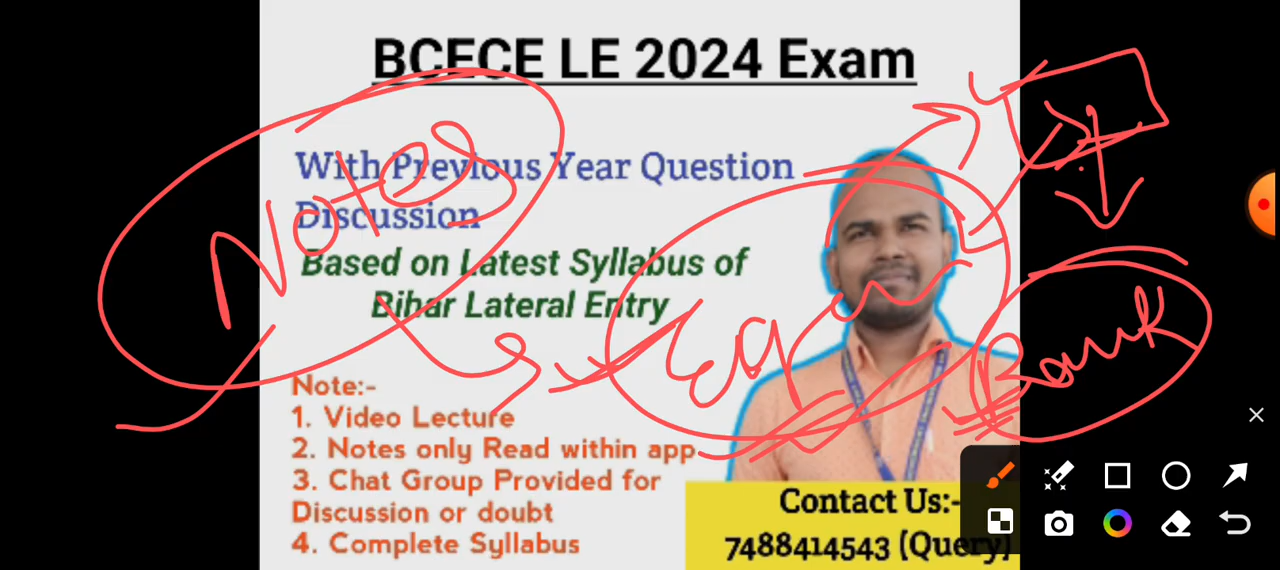 BCECE LE 2024 Exam
With Previous Year Question
Discussion
Based on Latest Syllabus of
Bihar Lateral Entry
Note:-
1. Video Lecture
2. Notes only Read within app
3. Chat Group Provided for
Discussion or doubt
4. Complete Syllabus
Contact Us:-
7488414543 (Query)
Notes
Bank